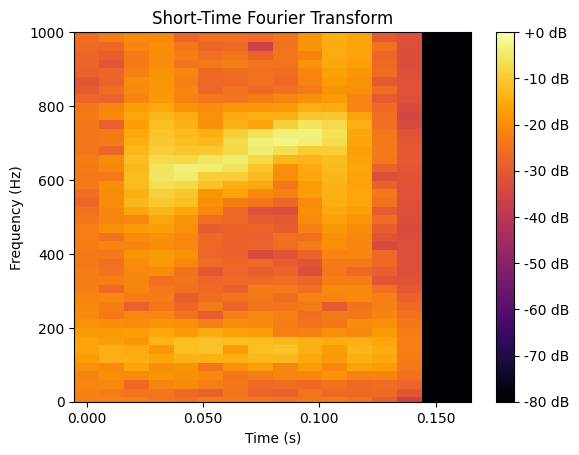 Short-Time Fourier Transform
1000
800
600
400
200
0
Frequency (Hz)
0.000
0.050
0.100
0.150
Time (s)
+0 dB
-10 dB
-20 dB
-30 dB
-40 dB
-50 dB
-60 dB
-70 dB
-80 dB